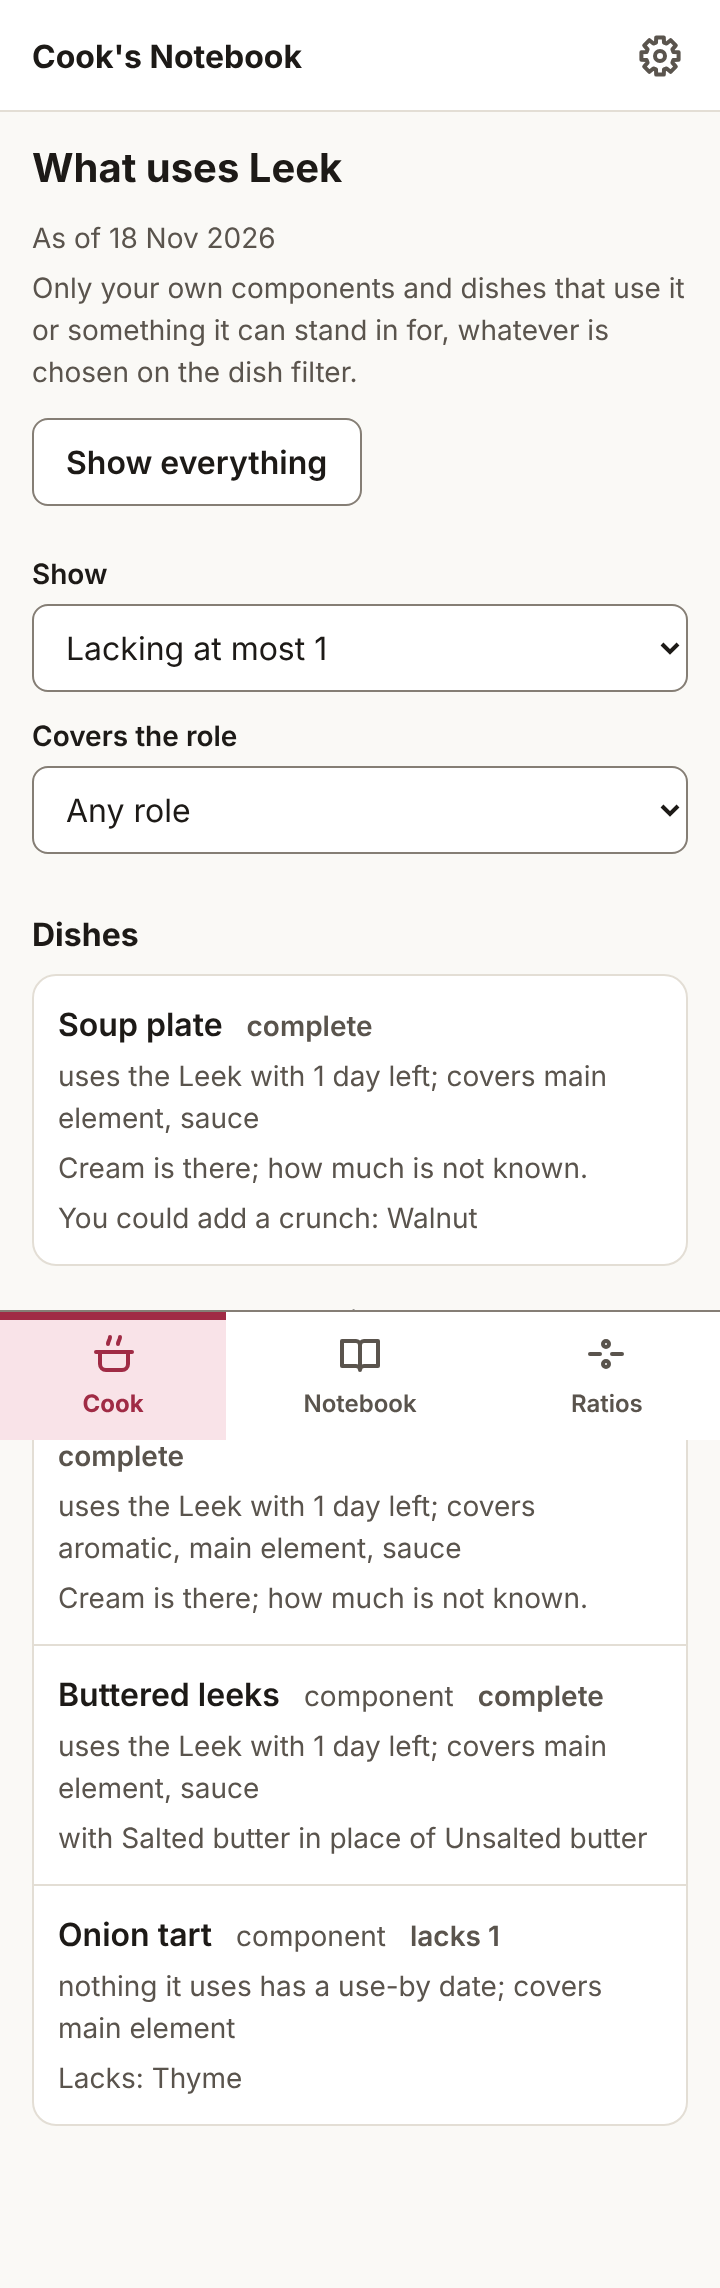 Cook's Notebook
What uses Leek
As of 18 Nov 2026
Only your own components and dishes that use it
or something it can stand in for, whatever is
chosen on the dish filter.
Show everything
Show
Lacking at most 1
Covers the role
Any role
Dishes
Soup plate complete
uses the Leek with 1 day left; covers main
element, sauce
Cream is there; how much is not known.
You could add a crunch: Walnut
Cook
Notebook
Ratios
complete
uses the Leek with 1 day left; covers
aromatic, main element, sauce
Cream is there; how much is not known.
Buttered leeks component complete
uses the Leek with 1 day left; covers main
element, sauce
with Salted butter in place of Unsalted butter
Onion tart component lacks 1
nothing it uses has a use-by date; covers
main element
Lacks: Thyme